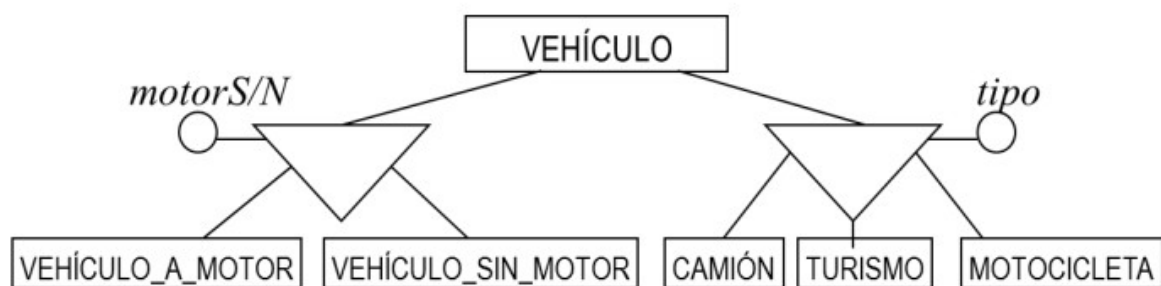 VEHÍCULO
motorS/N
tipo
VEHÍCULO_A_MOTOR
VEHÍCULO_SIN_MOTOR
CAMIÓN
TURISMO
MOTOCICLETA